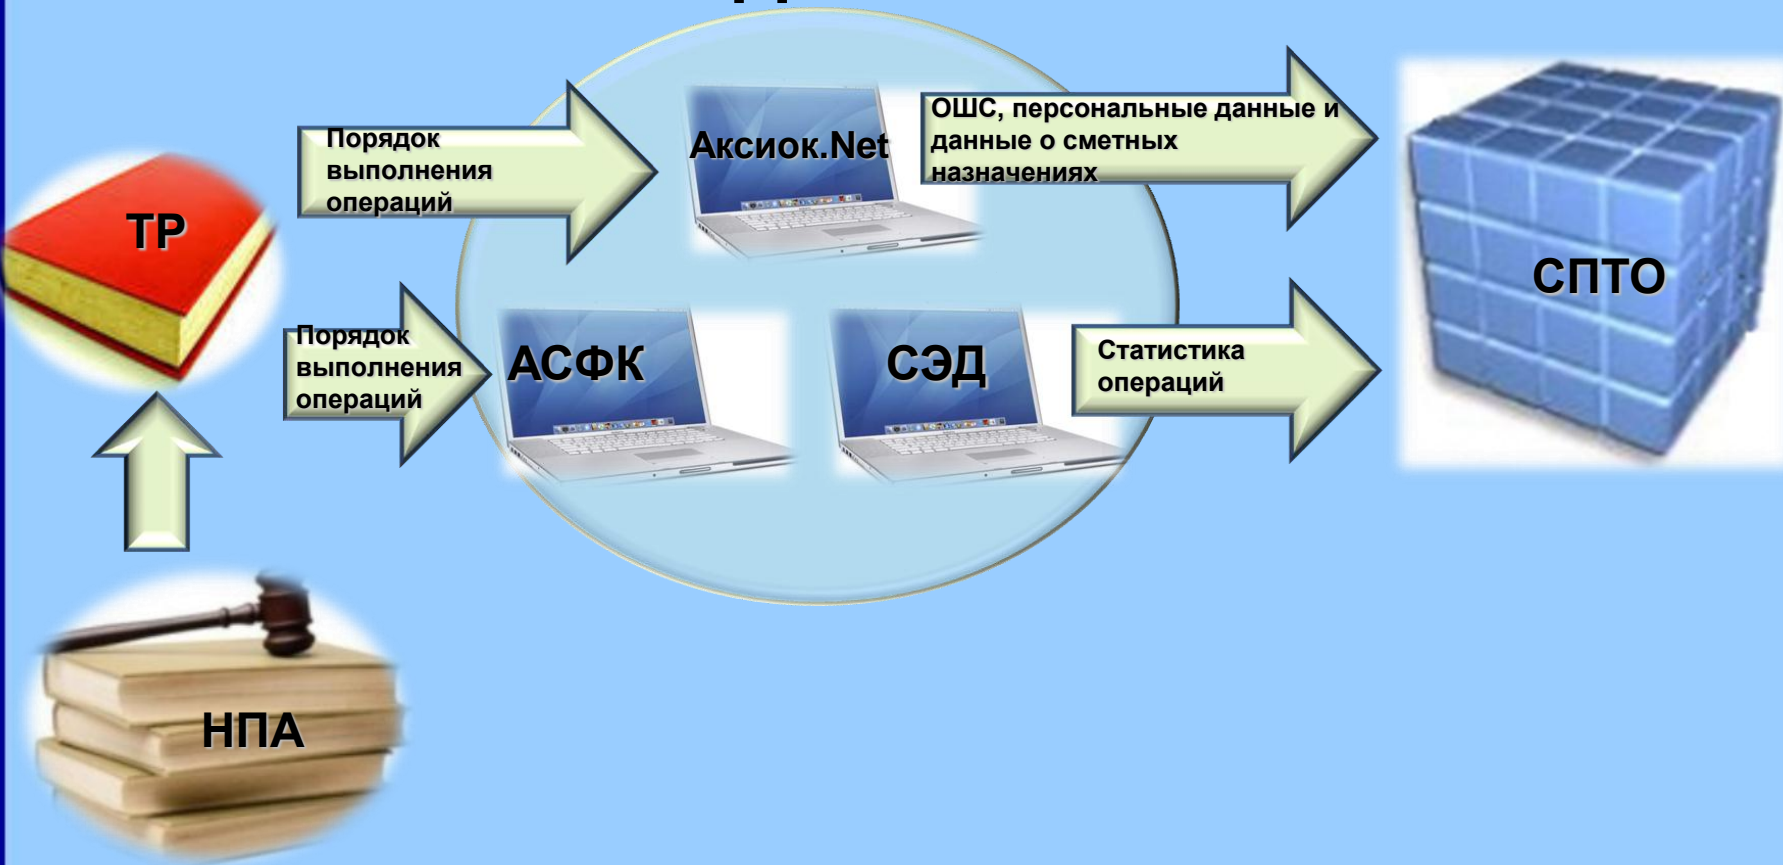 Порядок
выполнения
операций
Аксиок.Net
ОШС, персональные данные и
данные о сметных
назначениях
ТР
СПТО
Порядок
выполнения
операций
АСФК
СЭД
Статистика
операций
НПА